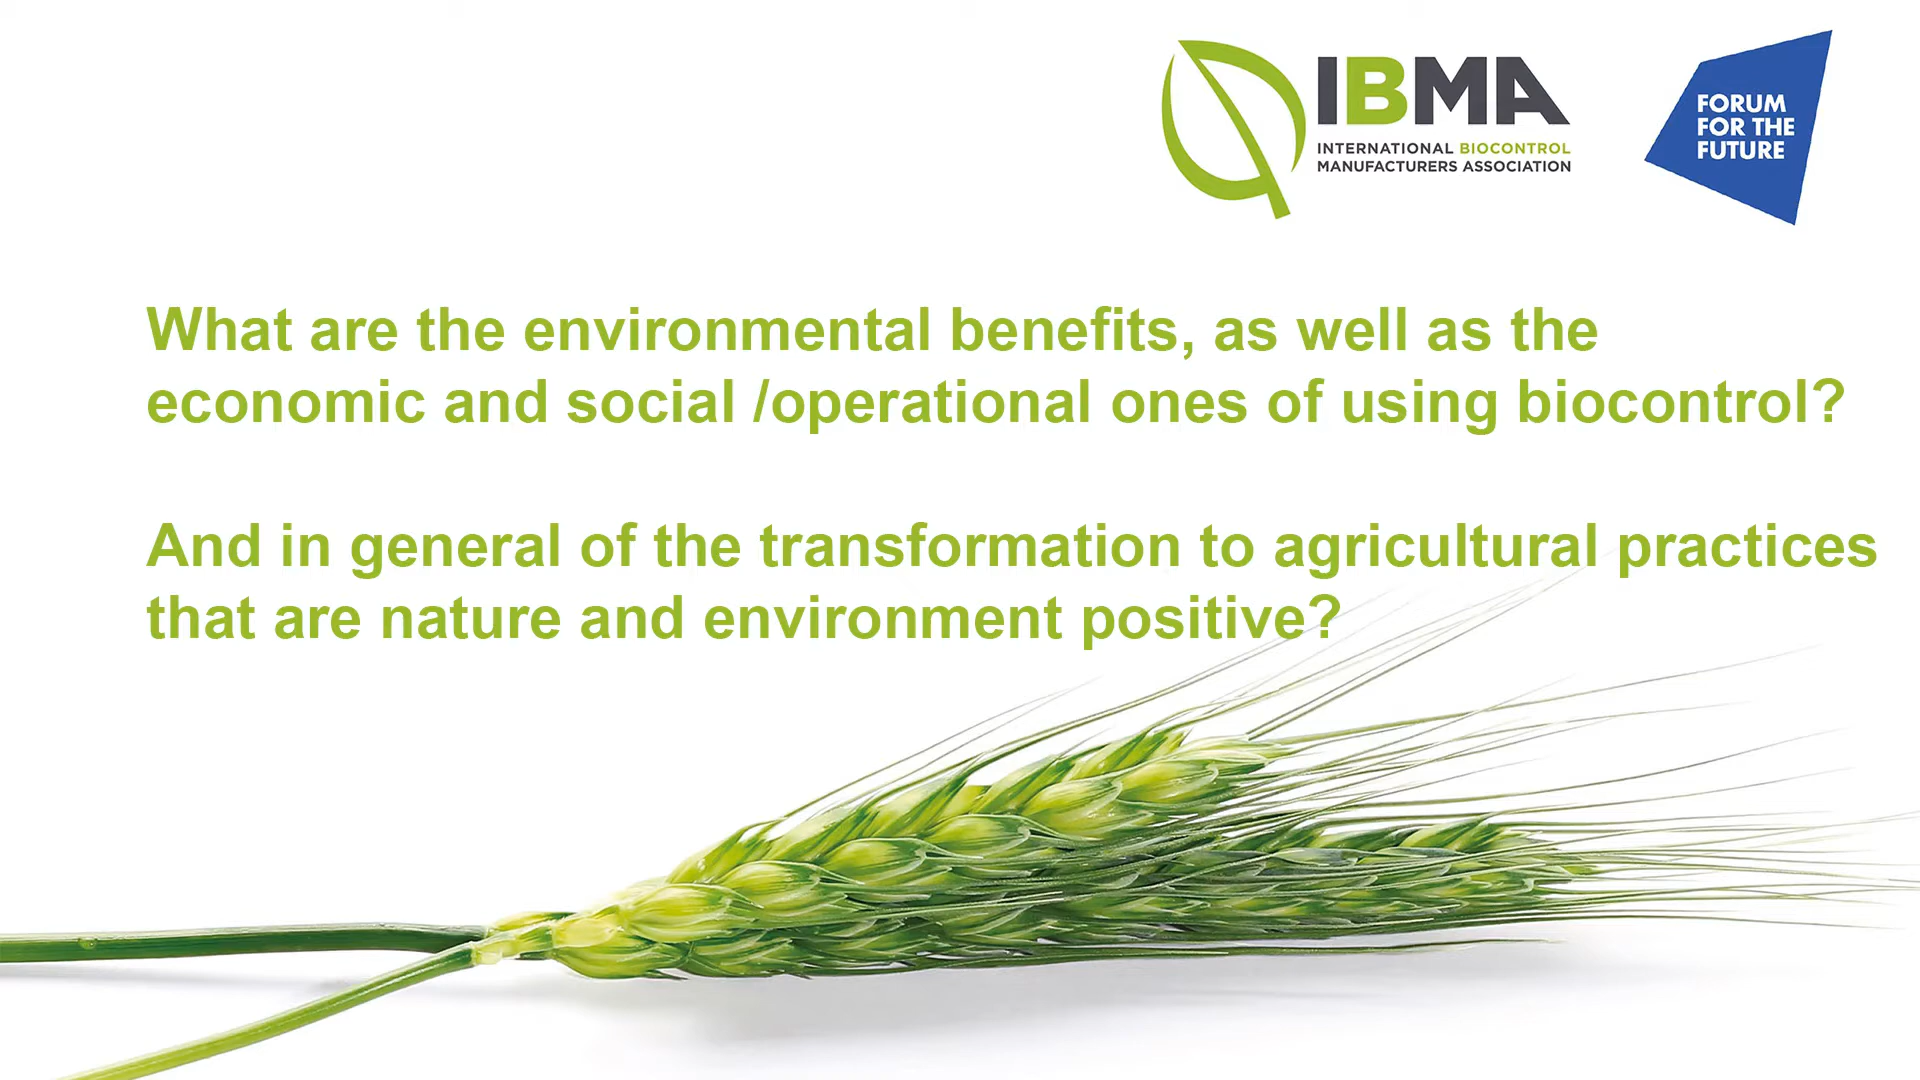 IBMA
INTERNATIONAL BIOCONTROL
MANUFACTURERS ASSOCIATION
FORUM
FOR THE
FUTURE
What are the environmental benefits, as well as the
economic and social /operational ones of using biocontrol?
And in general of the transformation to agricultural practices
that are nature and environment positive?